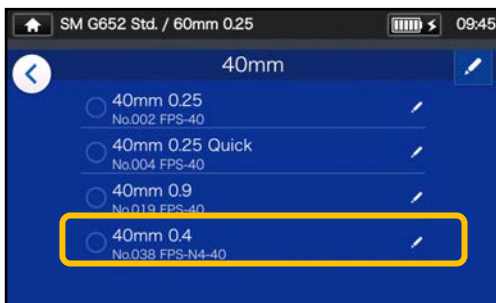 SM G652 Std. / 60mm 0.25 09:45
40mm
40mm 0.25
No.002 FPS-40
40mm 0.25 Quick
No.004 FPS-40
40mm 0.9
No.019 FPS-40
40mm 0.4
No.038 FPS-N4-40